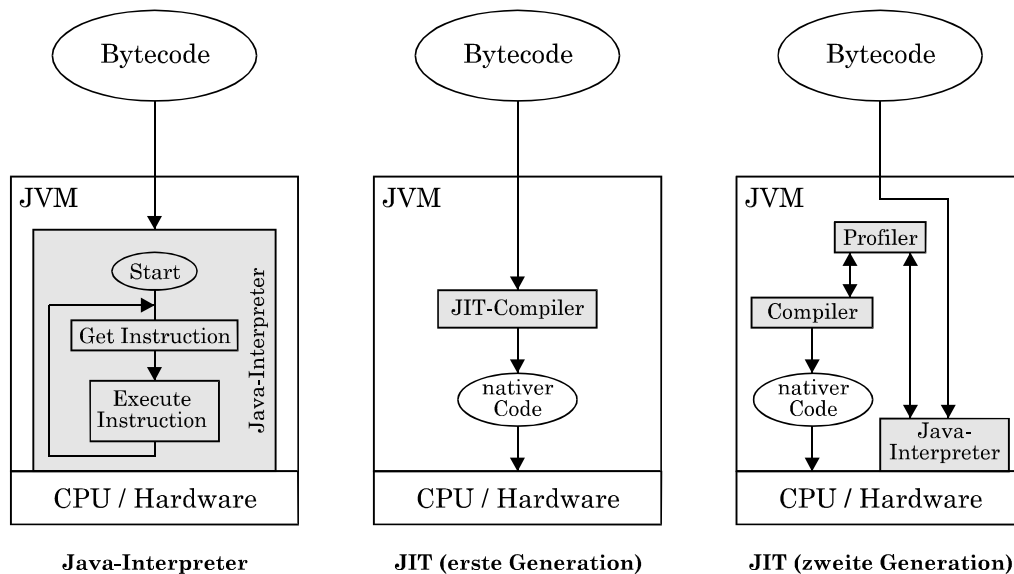 Bytecode
JVM
Start
Get Instruction
Execute
Instruction
Java-Interpreter
CPU / Hardware
Java-Interpreter
Bytecode
JVM
JIT-Compiler
nativer
Code
CPU / Hardware
JIT (erste Generation)
Bytecode
JVM
Profiler
Compiler
nativer
Code
Java-
Interpreter
CPU / Hardware
JIT (zweite Generation)